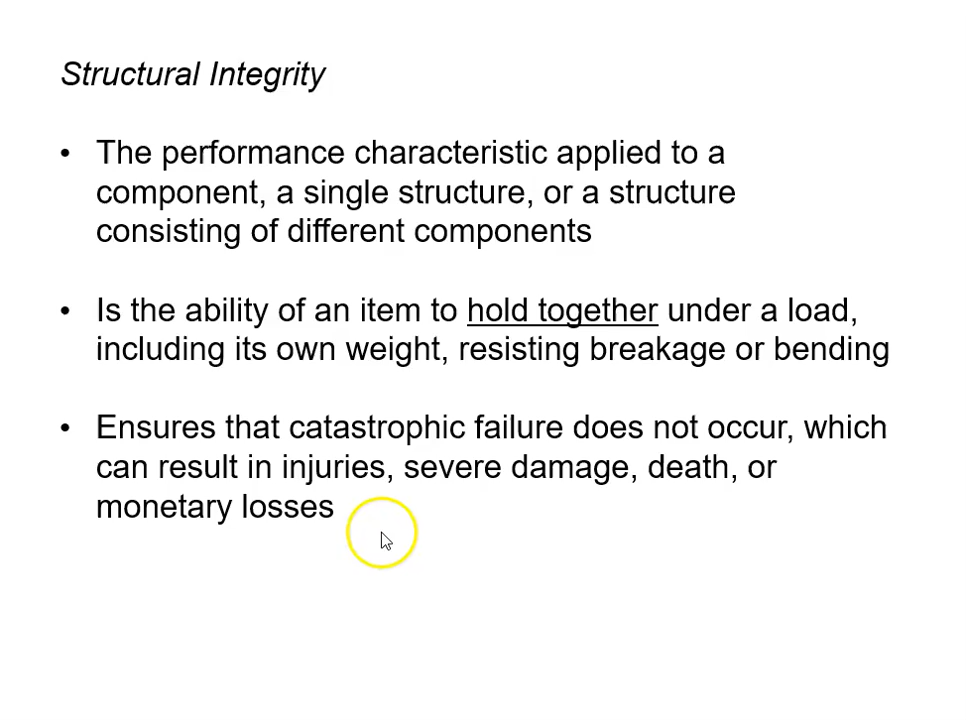 Structural Integrity
• The performance characteristic applied to a
component, a single structure, or a structure
consisting of different components
• Is the ability of an item to hold together under a load,
including its own weight, resisting breakage or bending
• Ensures that catastrophic failure does not occur, which
can result in injuries, severe damage, death, or
monetary losses